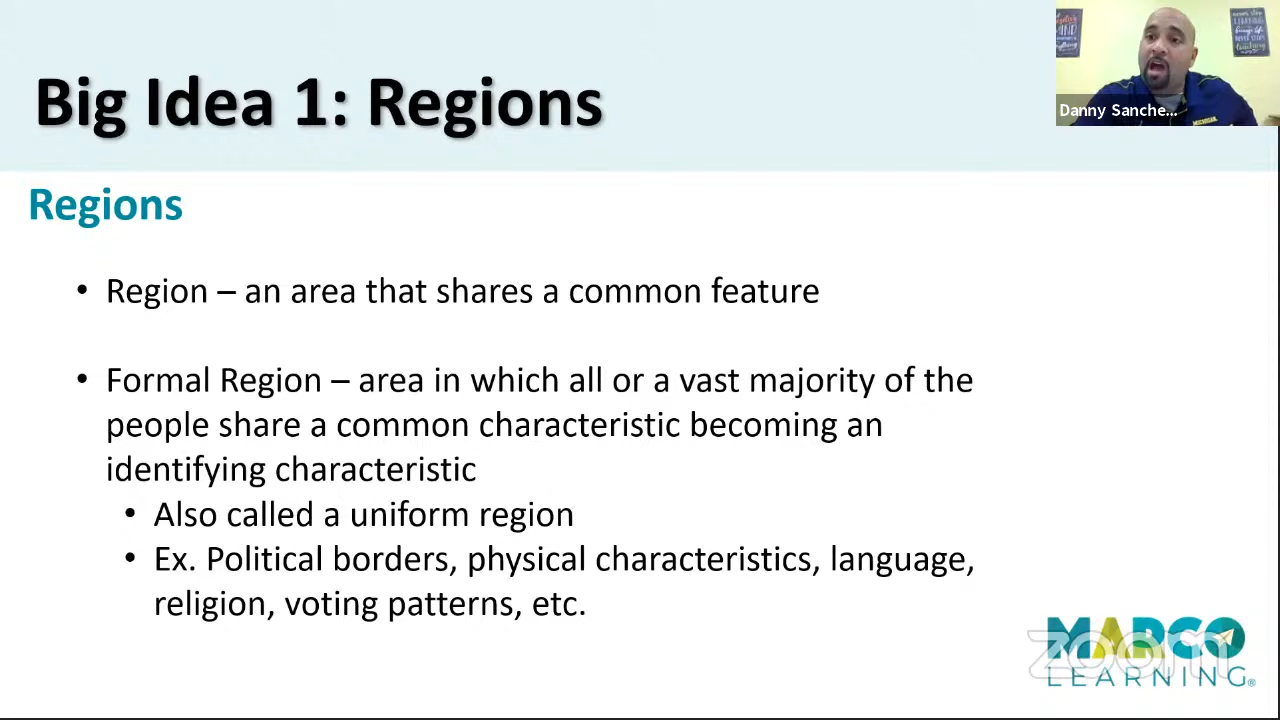 Big Idea 1: Regions
Danny Sanche...
Regions
• Region – an area that shares a common feature
• Formal Region – area in which all or a vast majority of the
people share a common characteristic becoming an
identifying characteristic
• Also called a uniform region
• Ex. Political borders, physical characteristics, language,
religion, voting patterns, etc.
MARCO
zoom
LEARNING®